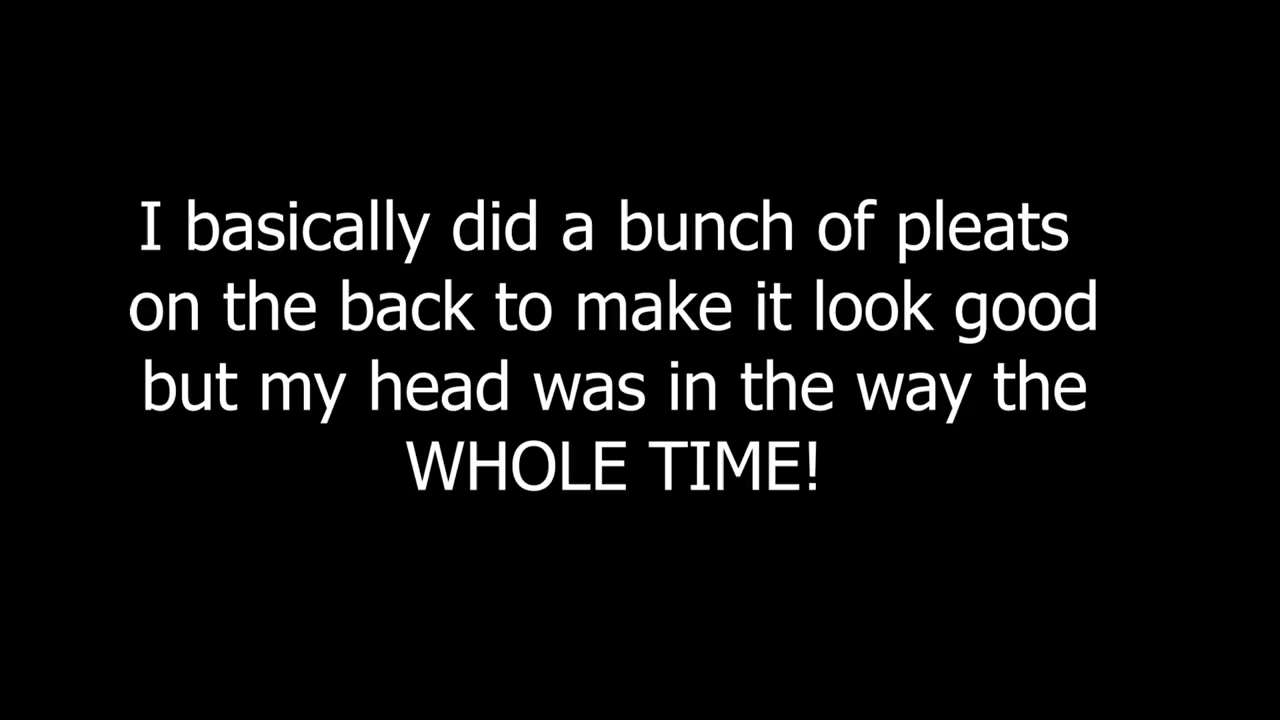 I basically did a bunch of pleats
on the back to make it look good
but my head was in the way the
WHOLE TIME!